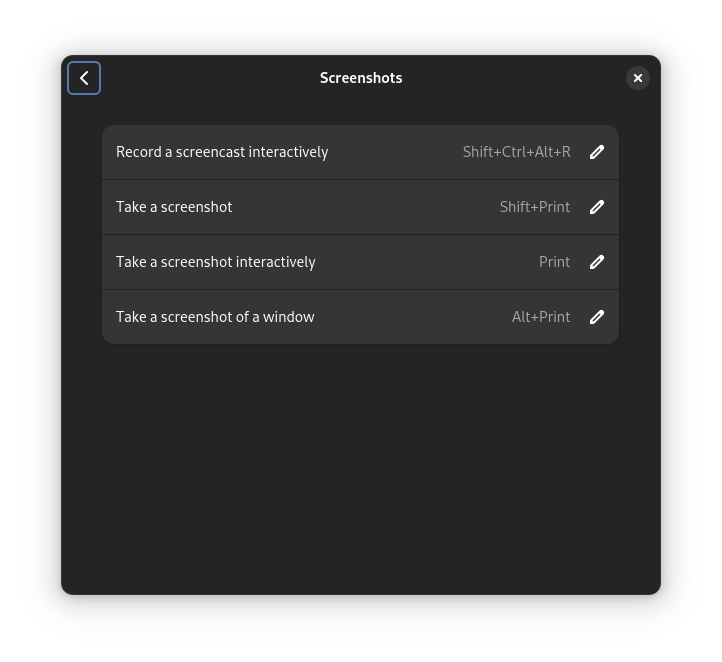 Screenshots
Record a screencast interactively Shift+Ctrl+Alt+R
Take a screenshot Shift+Print
Take a screenshot interactively Print
Take a screenshot of a window Alt+Print